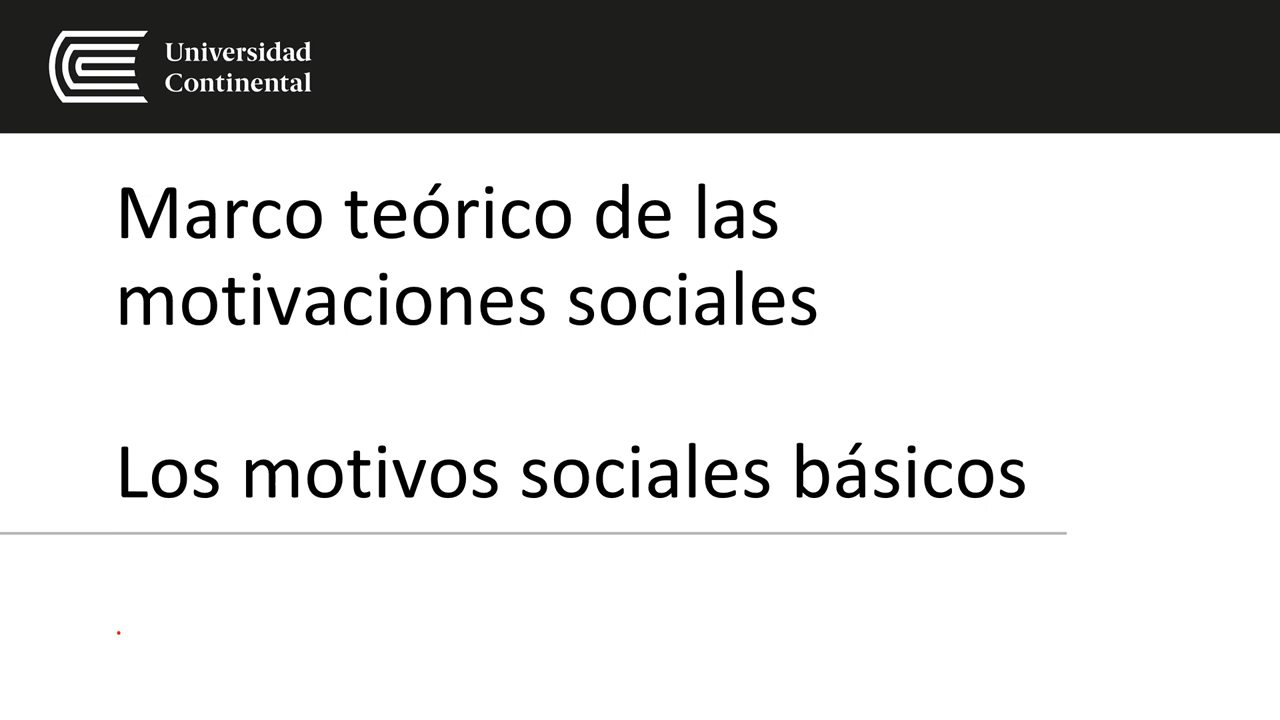 Universidad
Continental
Marco teórico de las
motivaciones sociales
Los motivos sociales básicos
.